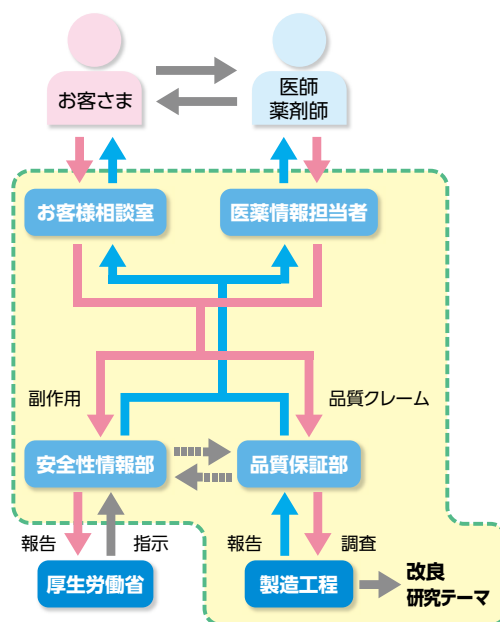 お客さま
医師
薬剤師
お客様相談室
医薬情報担当者
副作用
品質クレーム
安全性情報部
品質保証部
報告
指示
報告
調査
厚生労働省
製造工程
改良
研究テーマ